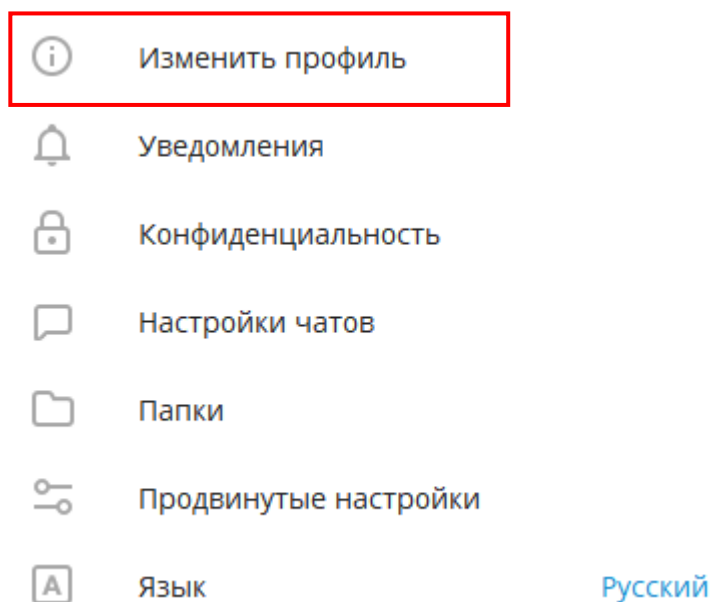 Изменить профиль
Уведомления
Конфиденциальность
Настройки чатов
Папки
Продвинутые настройки
A Язык Русский